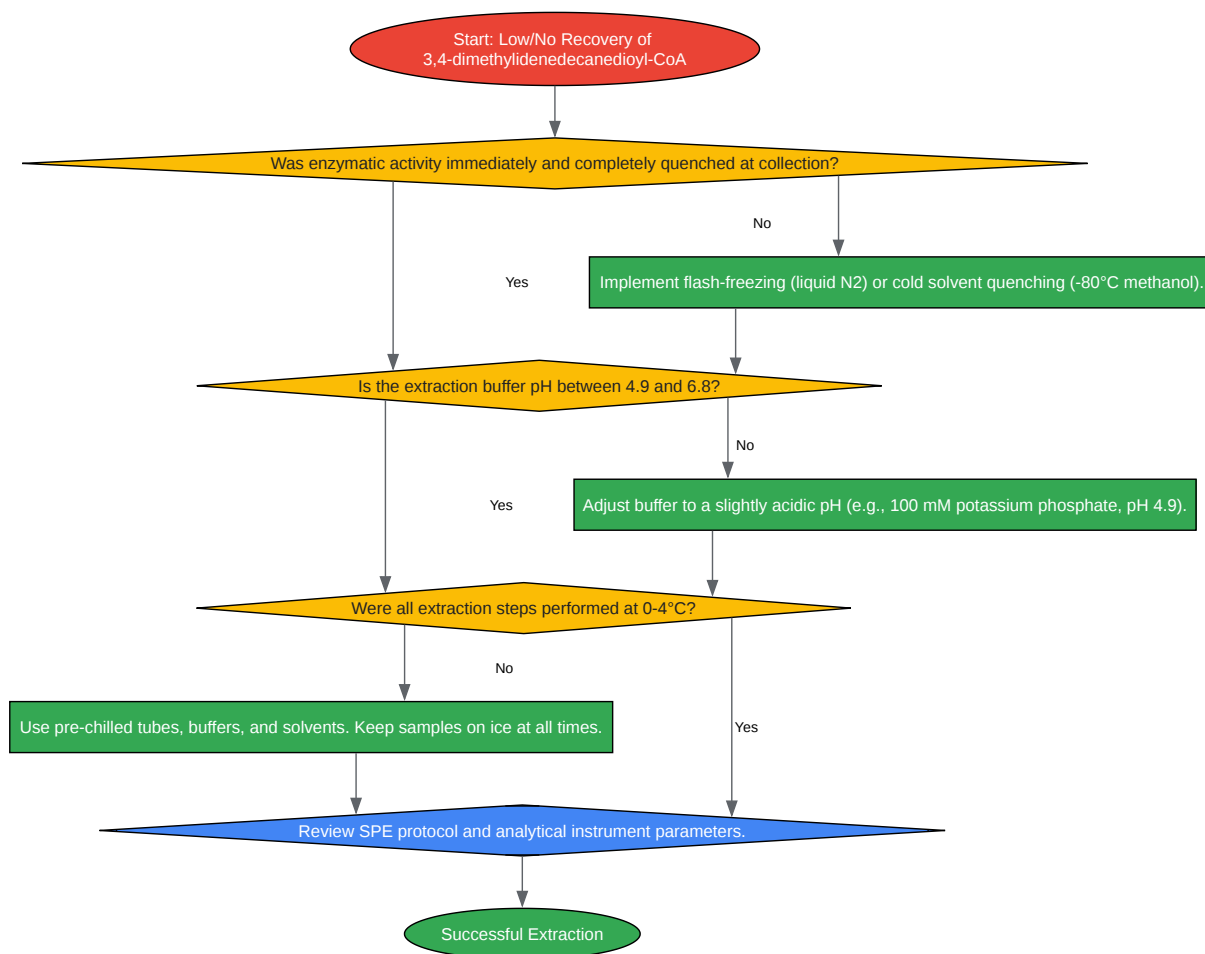 Start: Low/No Recovery of
3,4-dimethylidenedecanedioyl-CoA
Was enzymatic activity immediately and completely quenched at collection?
No
Yes
Implement flash-freezing (liquid N2) or cold solvent quenching (-80°C methanol).
Is the extraction buffer pH between 4.9 and 6.8?
No
Yes
Adjust buffer to a slightly acidic pH (e.g., 100 mM potassium phosphate, pH 4.9).
Were all extraction steps performed at 0-4°C?
No
Use pre-chilled tubes, buffers, and solvents. Keep samples on ice at all times.
Yes
Review SPE protocol and analytical instrument parameters.
Successful Extraction